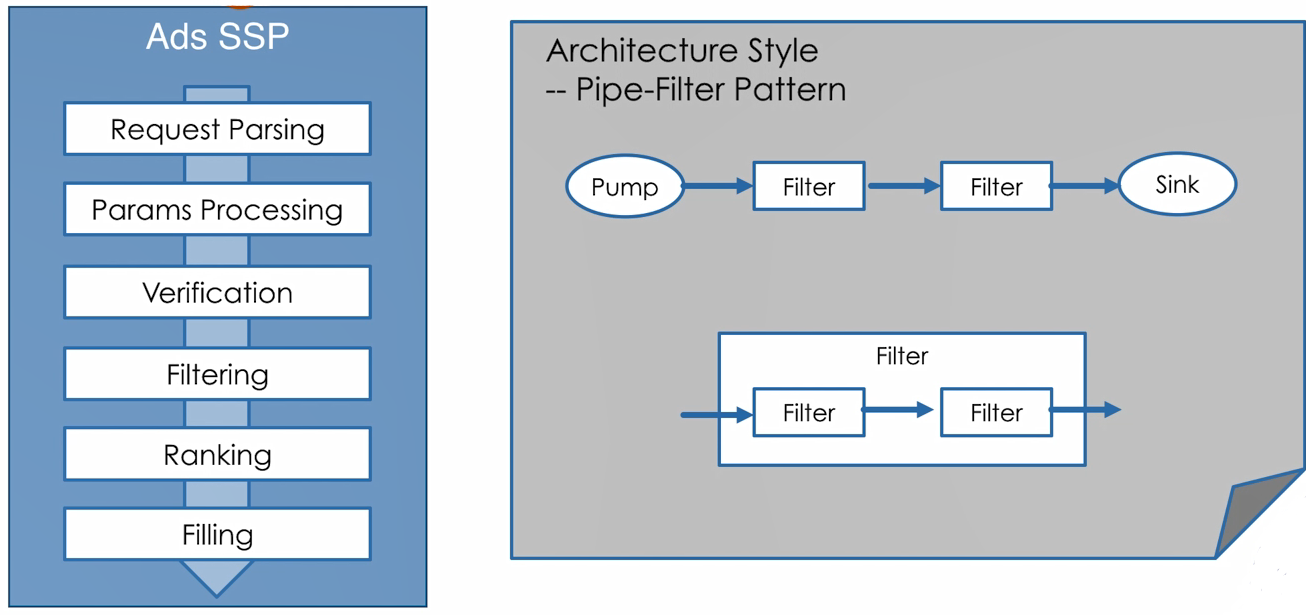 Ads SSP
Request Parsing
Params Processing
Verification
Filtering
Ranking
Filling
Architecture Style
-- Pipe-Filter Pattern
Pump
Filter
Filter
Sink
Filter
Filter
Filter